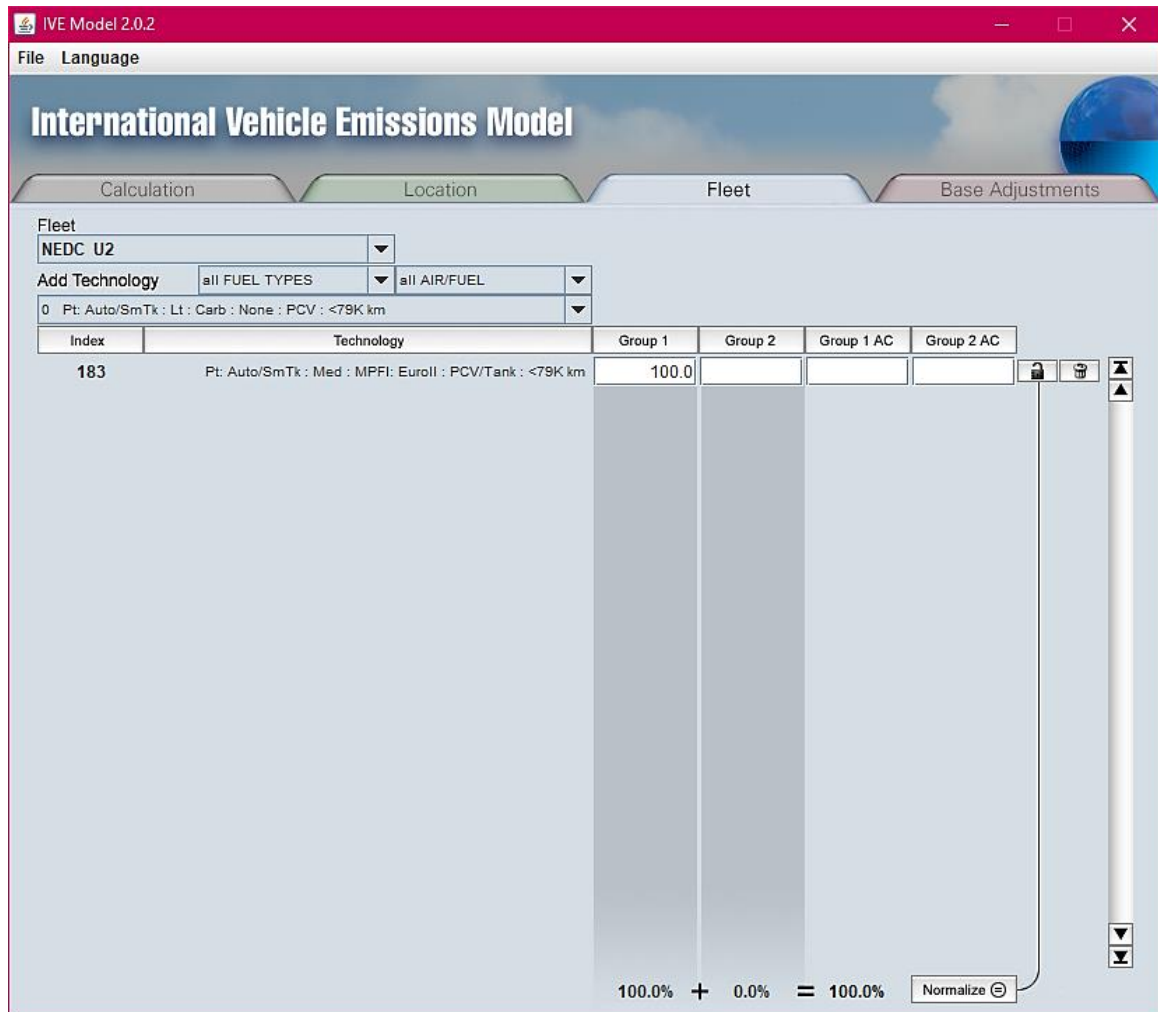 IVE Model 2.0.2
File Language
International Vehicle Emissions Model
Calculation Location Fleet Base Adjustments
Fleet
NEDC U2
Add Technology all FUEL TYPES all AIR/FUEL
0 Pt: Auto/SmTk : Lt : Carb : None : PCV : <79K km
Index Technology Group 1 Group 2 Group 1 AC Group 2 AC
183 Pt: Auto/SmTk : Med : MPFI: EuroII : PCV/Tank : <79K km 100.0
100.0% + 0.0% = 100.0% Normalize